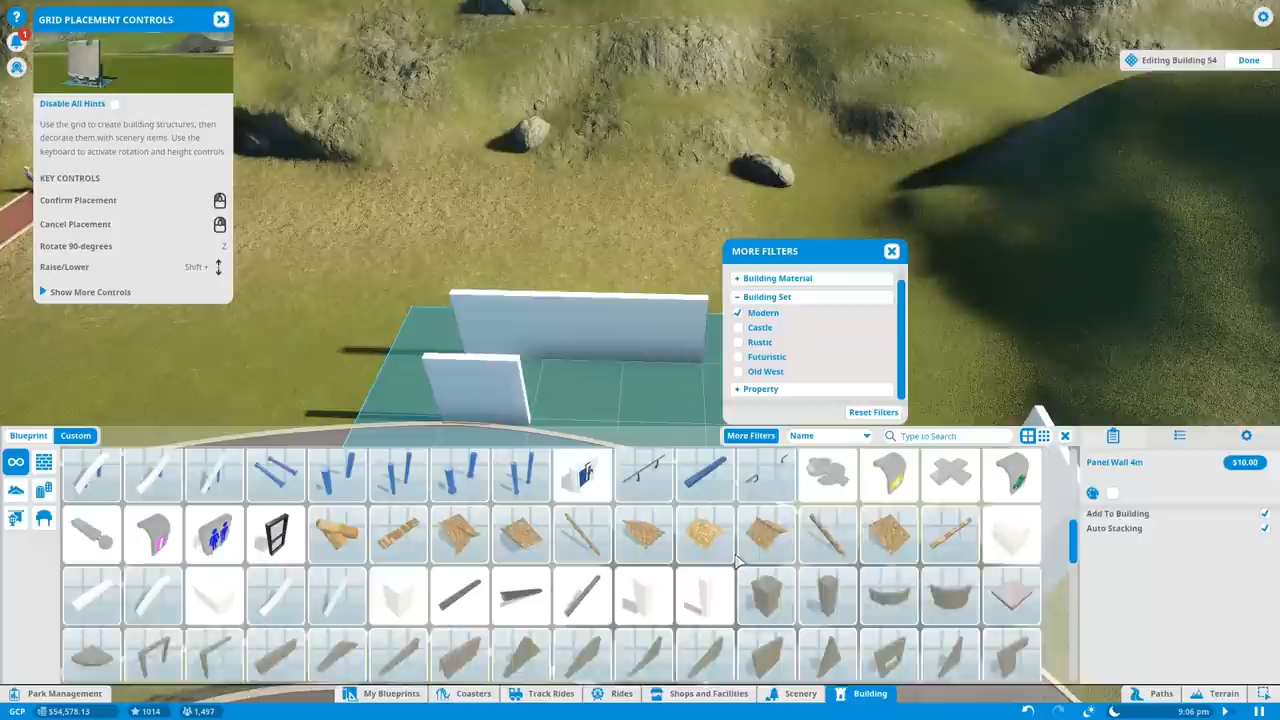 GRID PLACEMENT CONTROLS
?
1
Disable All Hints
Use the grid to create building structures, then
decorate them with scenery items. Use the
keyboard to activate rotation and height controls
KEY CONTROLS
Confirm Placement
Cancel Placement
Rotate 90-degrees Z
Raise/Lower Shift +
Show More Controls
Editing Building 54 Done
MORE FILTERS
+ Building Material
- Building Set
Modern
Castle
Rustic
Futuristic
Old West
+ Property
Reset Filters
Blueprint Custom More Filters Name Type to Search
Panel Wall 4m $10.00
Add To Building
Auto Stacking
Park Management My Blueprints Coasters Track Rides Rides Shops and Facilities Scenery Building Paths Terrain
GCP $54,578.13 1014 1,497 9:06 pm